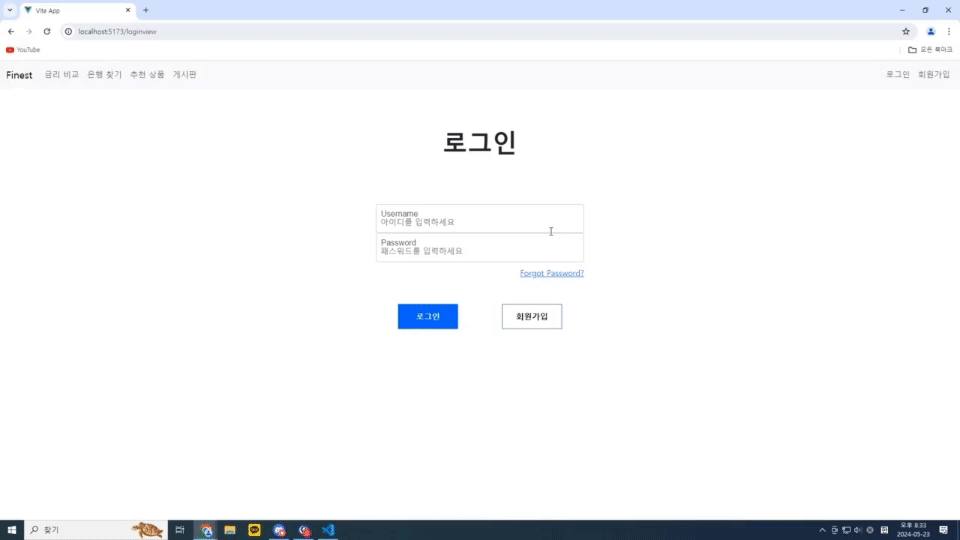 Vite App
localhost:5173/loginview
YouTube
모든 북마크
Finest 금리 비교 은행 찾기 추천 상품 게시판 로그인 회원가입
로그인
Username
아이디를 입력하세요
Password
패스워드를 입력하세요
Forgot Password?
로그인 회원가입
찾기
오후 8:33
2024-05-23